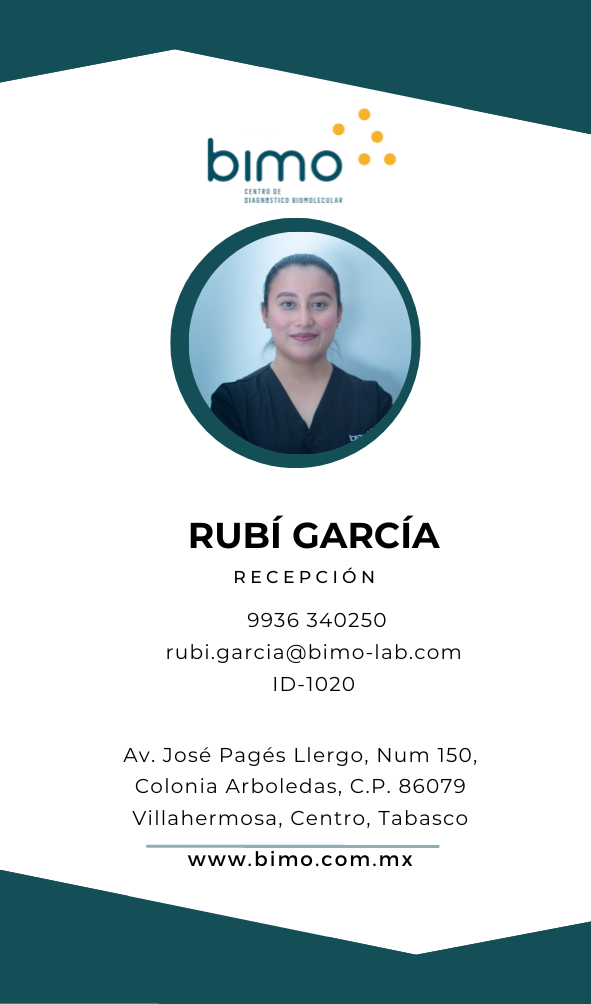 bimo
CENTRO DE
DIAGNÓSTICO BIOMOLECULAR
RUBÍ GARCÍA
RECEPCIÓN
9936 340250
rubi.garcia@bimo-lab.com
ID-1020
Av. José Pagés Llergo, Num 150,
Colonia Arboledas, C.P. 86079
Villahermosa, Centro, Tabasco
www.bimo.com.mx